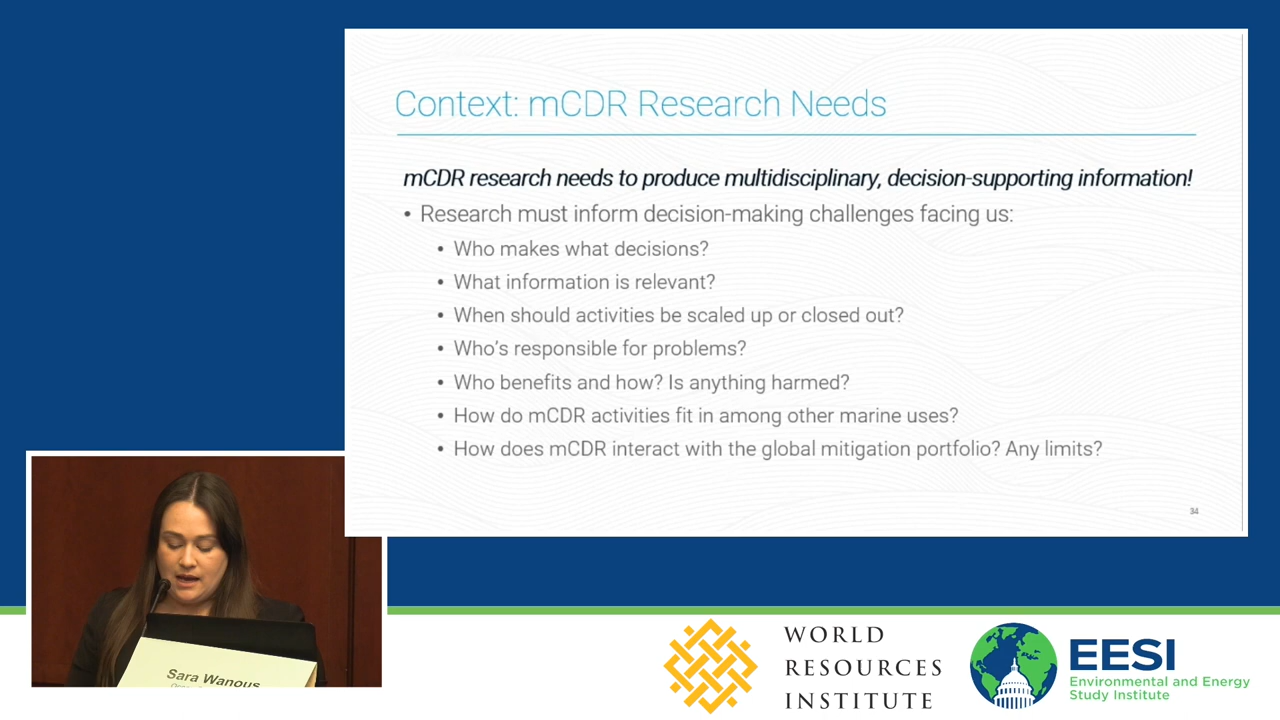 Context: mCDR Research Needs
mCDR research needs to produce multidisciplinary, decision-supporting information!
• Research must inform decision-making challenges facing us:
• Who makes what decisions?
• What information is relevant?
• When should activities be scaled up or closed out?
• Who's responsible for problems?
• Who benefits and how? Is anything harmed?
• How do mCDR activities fit in among other marine uses?
• How does mCDR interact with the global mitigation portfolio? Any limits?
34
Sara Wanous
WORLD
RESOURCES
INSTITUTE
EESI
Environmental and Energy
Study Institute